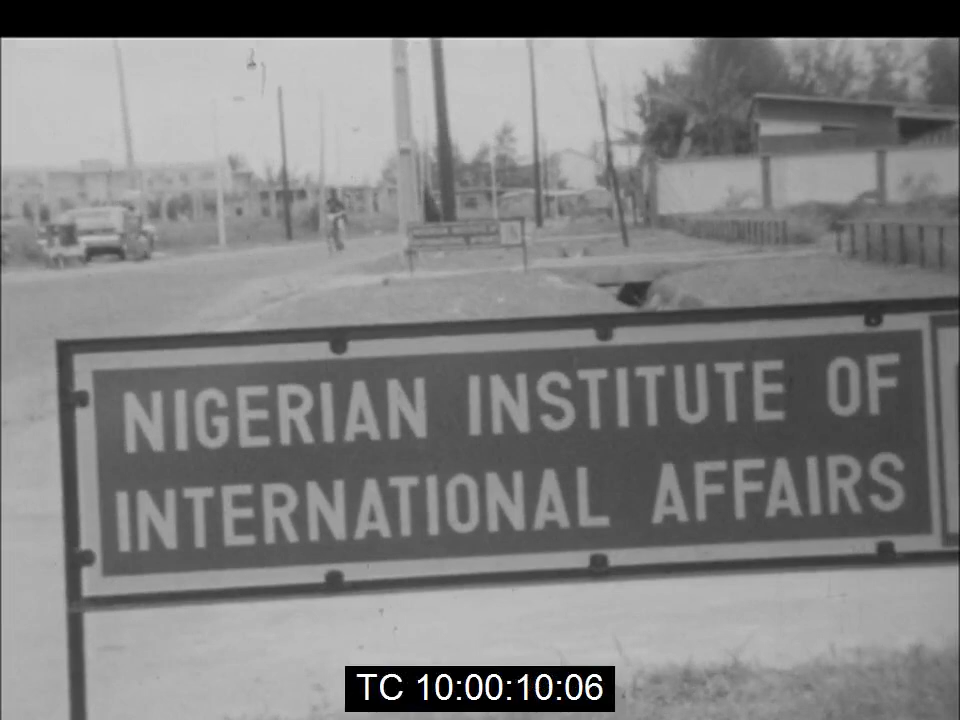 NIGERIAN INSTITUTE OF
INTERNATIONAL AFFAIRS
TC 10:00:10:06